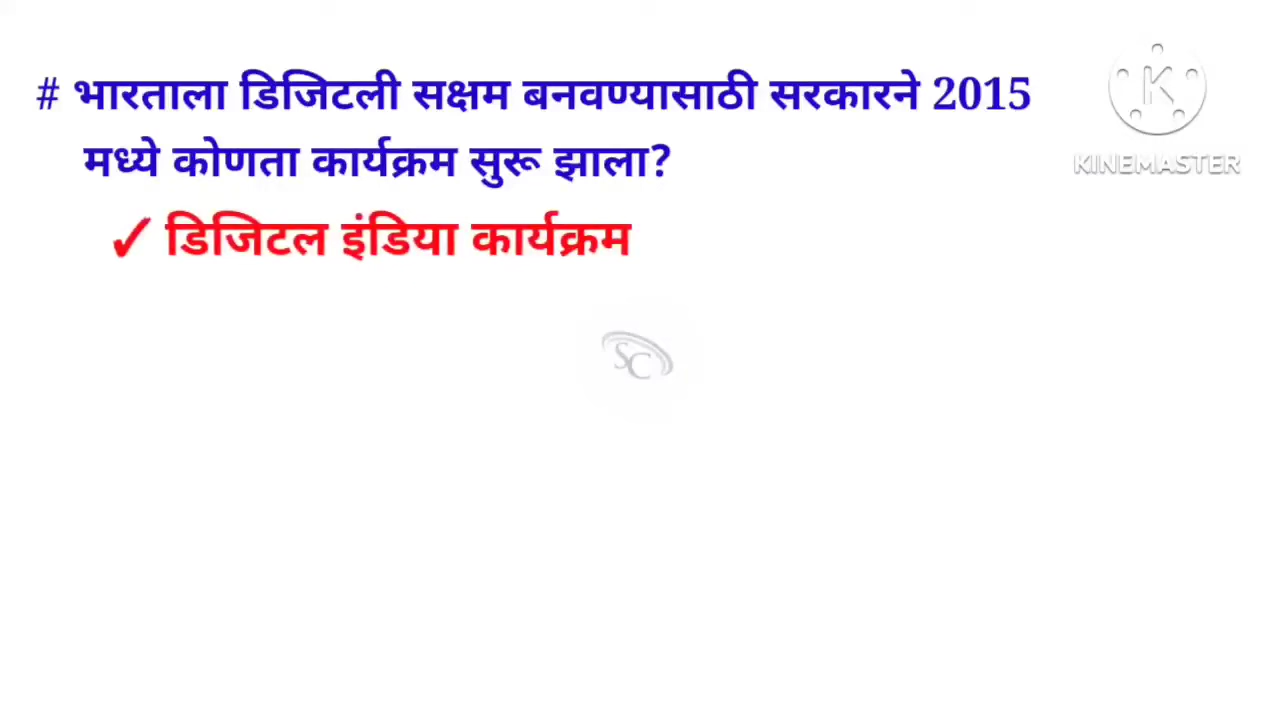 # भारताला डिजिटली सक्षम बनवण्यासाठी सरकारने 2015
मध्ये कोणता कार्यक्रम सुरू झाला?
✓ डिजिटल इंडिया कार्यक्रम
K
KINEMASTER
SC